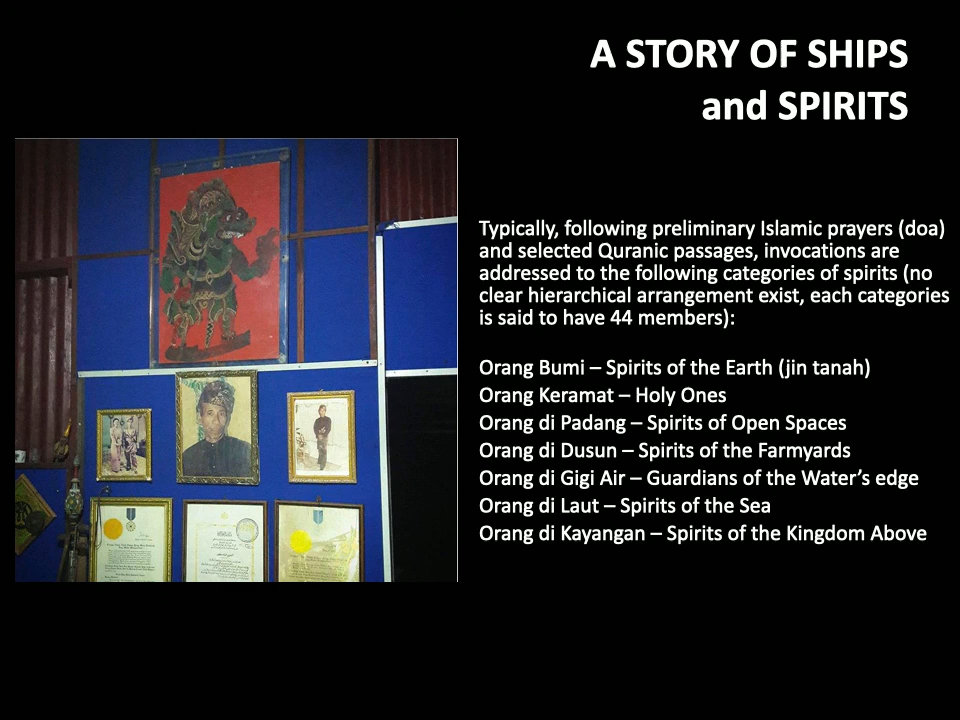 A STORY OF SHIPS
and SPIRITS
Typically, following preliminary Islamic prayers (doa)
and selected Quranic passages, invocations are
addressed to the following categories of spirits (no
clear hierarchical arrangement exist, each categories
is said to have 44 members):
Orang Bumi – Spirits of the Earth (jin tanah)
Orang Keramat – Holy Ones
Orang di Padang – Spirits of Open Spaces
Orang di Dusun – Spirits of the Farmyards
Orang di Gigi Air – Guardians of the Water’s edge
Orang di Laut – Spirits of the Sea
Orang di Kayangan – Spirits of the Kingdom Above